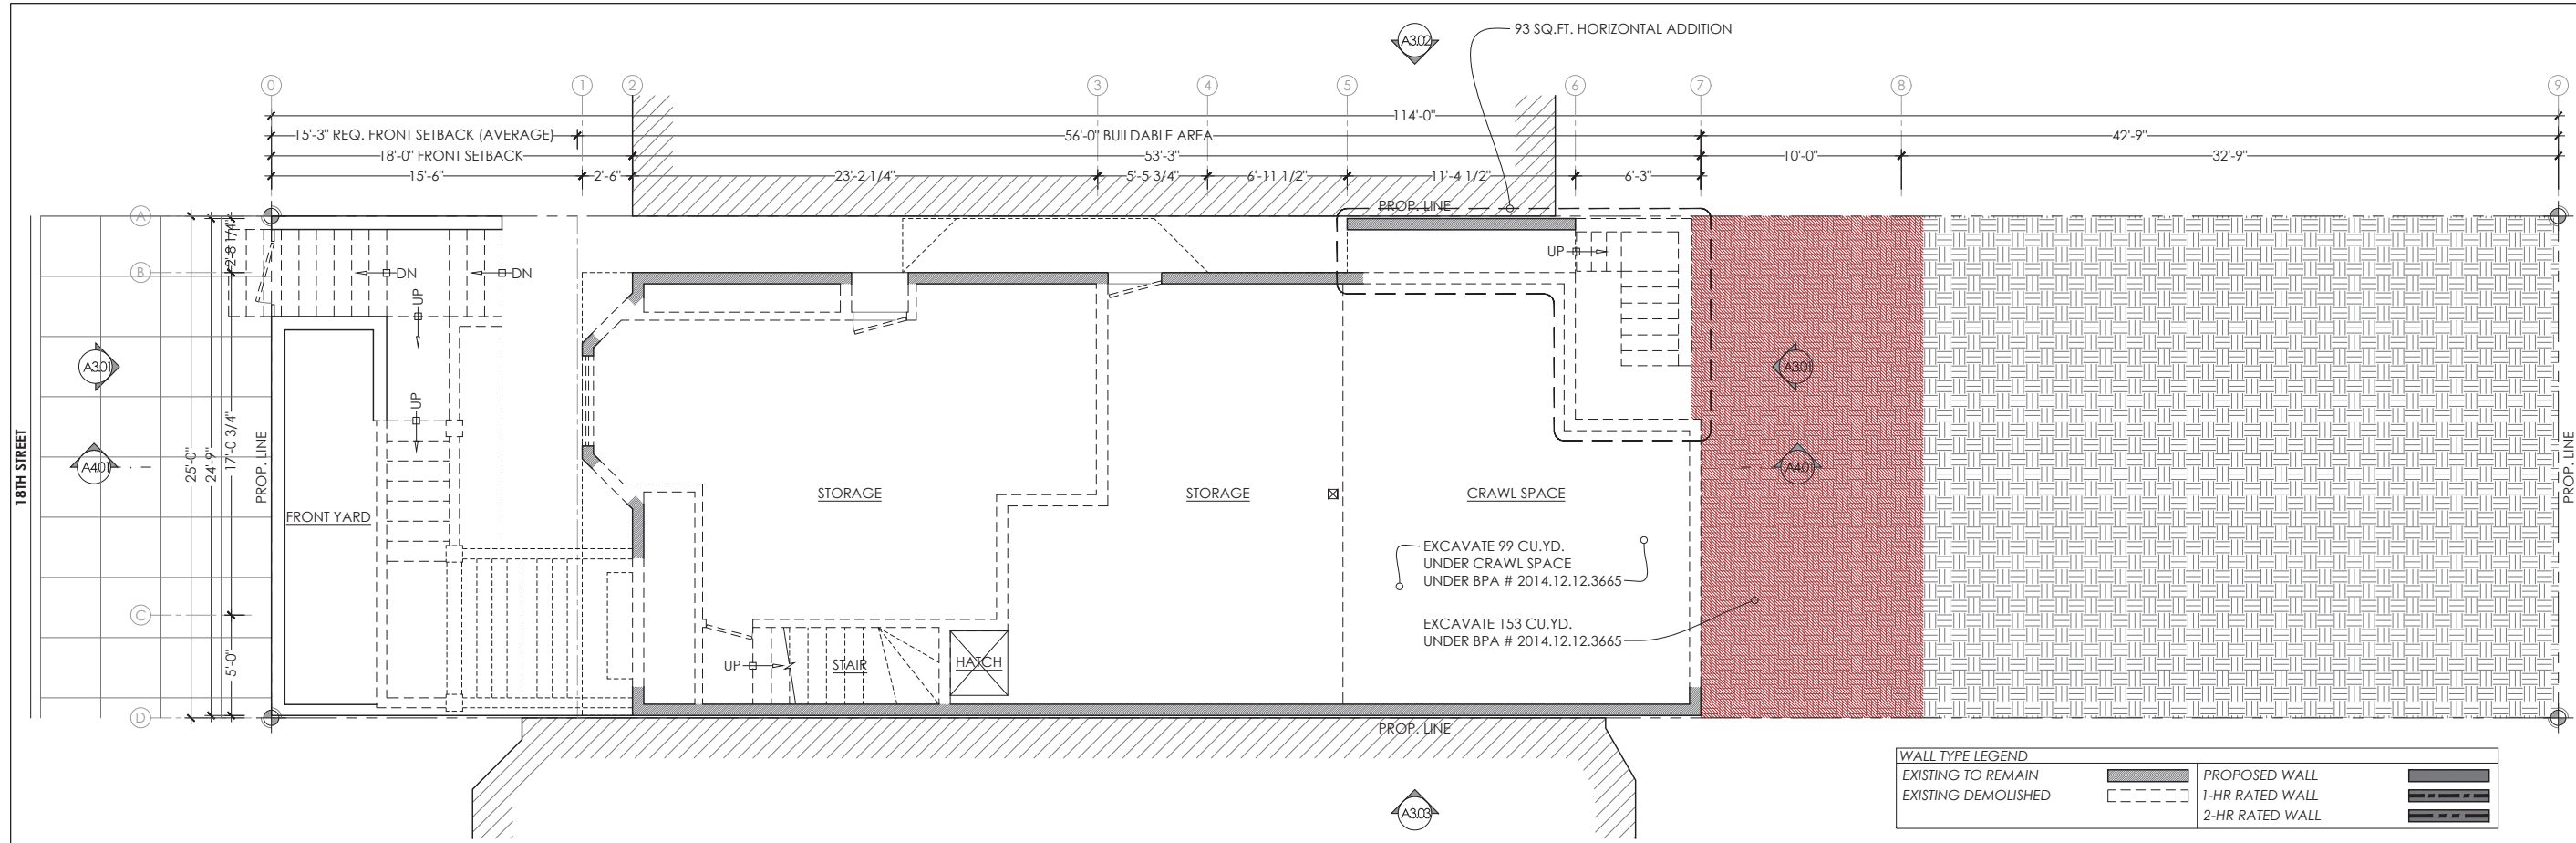 93 SQ.FT. HORIZONTAL ADDITION
A3.02
0 1 2 3 4 5 6 7 8 9
114'-0"
15'-3" REQ. FRONT SETBACK (AVERAGE)
56'-0" BUILDABLE AREA
42'-9"
18'-0" FRONT SETBACK
53'-3"
10'-0"
32'-9"
15'-6"
2'-6"
23'-2 1/4"
5'-5 3/4"
6'-11 1/2"
11'-4 1/2"
6'-3"
PROP. LINE
A
B
C
D
2'-8 1/4"
25'-0"
24'-9"
17'-0 3/4"
5'-0"
18TH STREET
PROP. LINE
A3.01
A4.01
DN
DN
UP
UP
UP
FRONT YARD
STORAGE
STORAGE
CRAWL SPACE
EXCAVATE 99 CU.YD.
UNDER CRAWL SPACE
UNDER BPA # 2014.12.12.3665
EXCAVATE 153 CU.YD.
UNDER BPA # 2014.12.12.3665
UP
STAIR
HATCH
A3.01
A4.01
PROP. LINE
PROP. LINE
A3.03
WALL TYPE LEGEND
EXISTING TO REMAIN
PROPOSED WALL
EXISTING DEMOLISHED
1-HR RATED WALL
2-HR RATED WALL